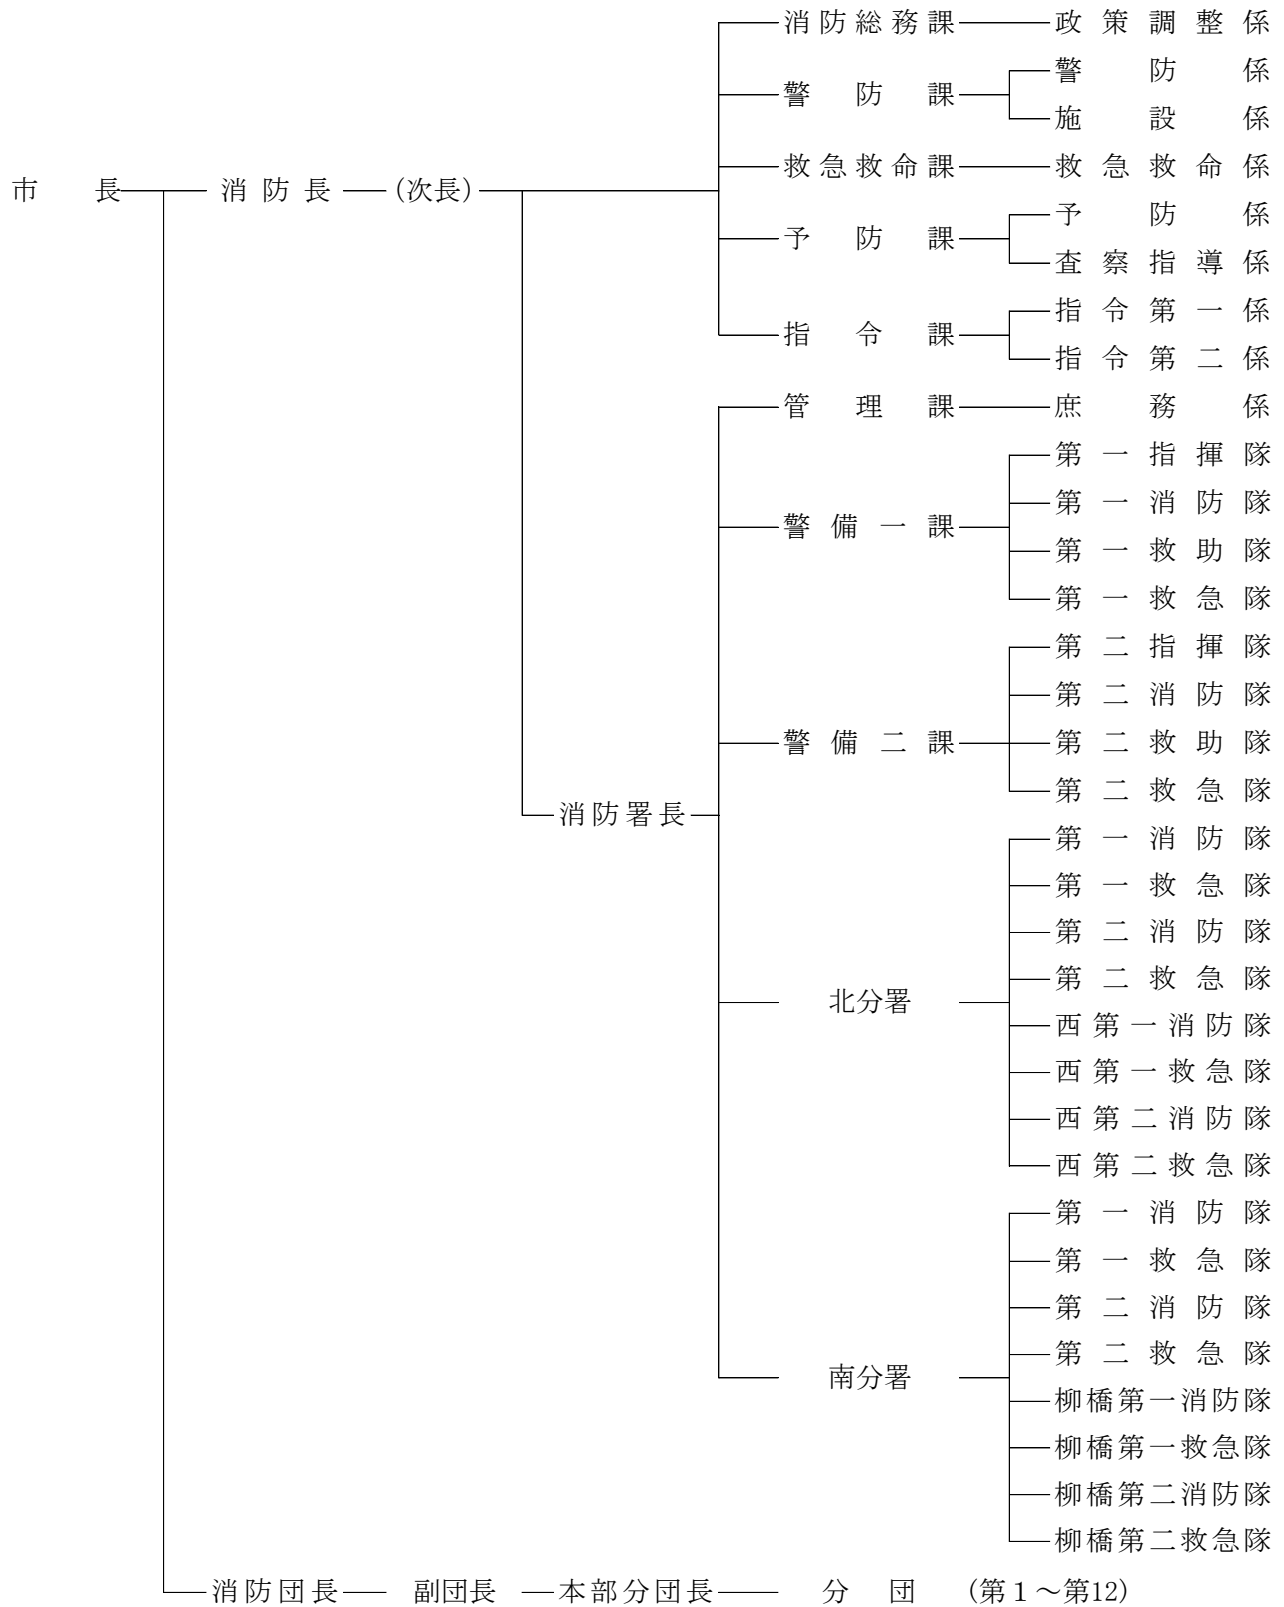 消防総務課 政策調整係
警防係
警防課
施設係
救急救命課 救急救命係
市長 消防長 (次長)
予防係
予防課
査察指導係
指令第一係
指令課
指令第二係
管理課 庶務係
第一指揮隊
第一消防隊
警備一課
第一救助隊
第一救急隊
第二指揮隊
第二消防隊
警備二課 第二救助隊
第二救急隊
消防署長
第一消防隊
第一救急隊
第二消防隊
第二救急隊
北分署
西第一消防隊
西第一救急隊
西第二消防隊
西第二救急隊
第一消防隊
第一救急隊
第二消防隊
第二救急隊
南分署
柳橋第一消防隊
柳橋第一救急隊
柳橋第二消防隊
柳橋第二救急隊
消防団長 副団長 本部分団長 分団 (第1~第12)